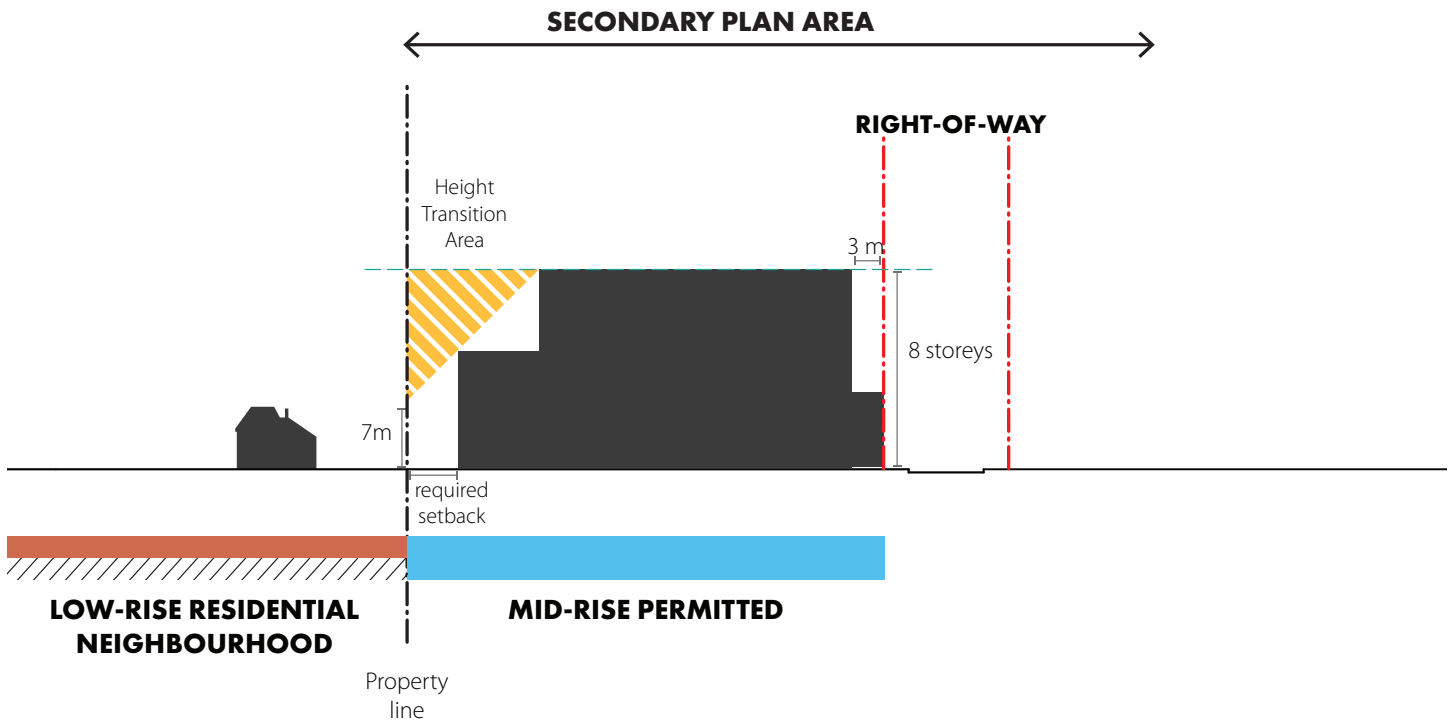 SECONDARY PLAN AREA
RIGHT-OF-WAY
Height
Transition
Area
3 m
8 storeys
7m
required
setback
LOW-RISE RESIDENTIAL
NEIGHBOURHOOD
MID-RISE PERMITTED
Property
line